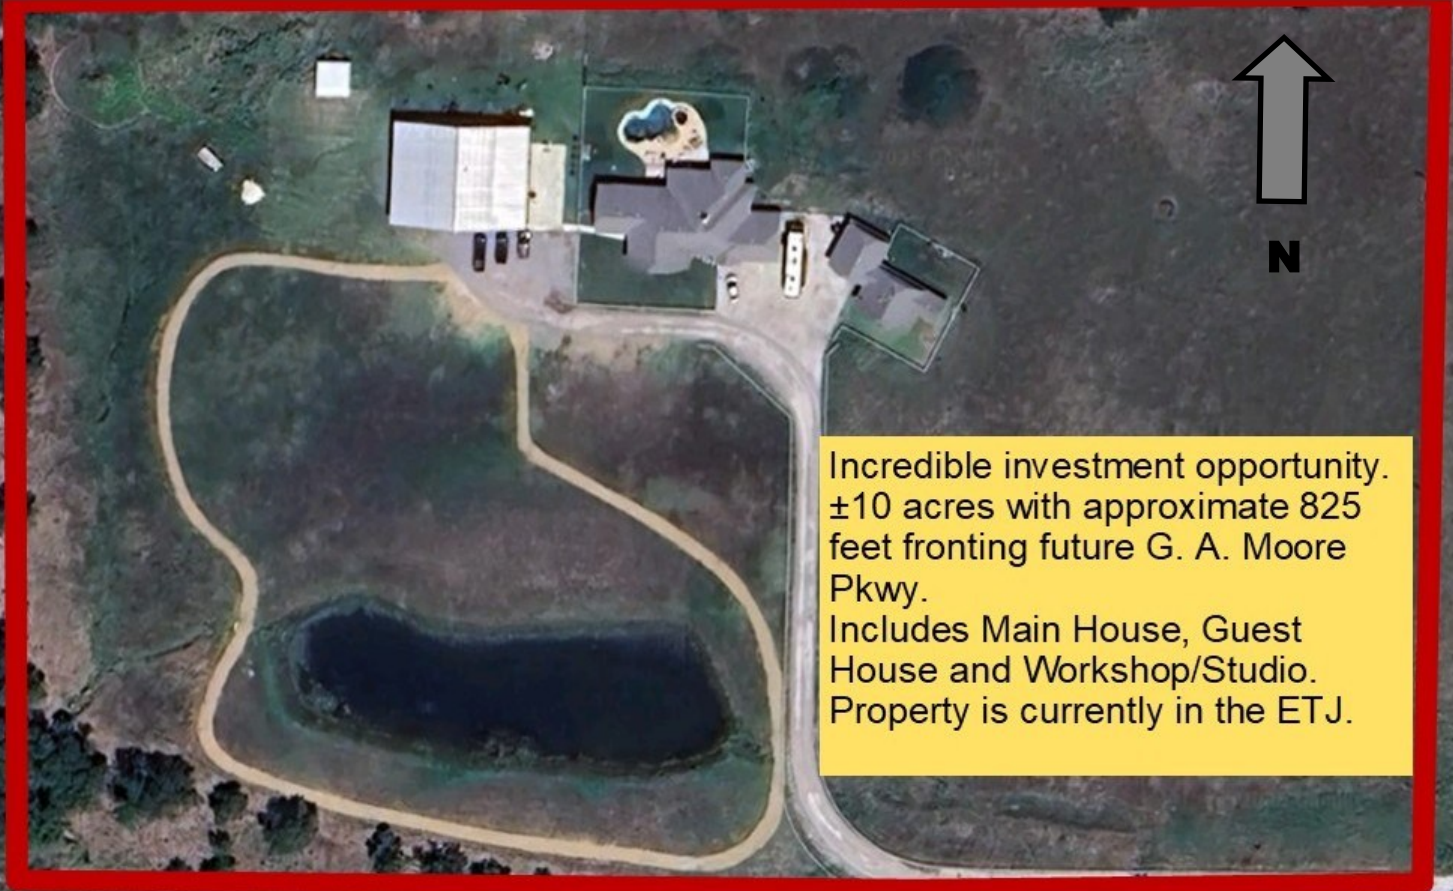 N
Incredible investment opportunity.
±10 acres with approximate 825
feet fronting future G. A. Moore
Pkwy.
Includes Main House, Guest
House and Workshop/Studio.
Property is currently in the ETJ.